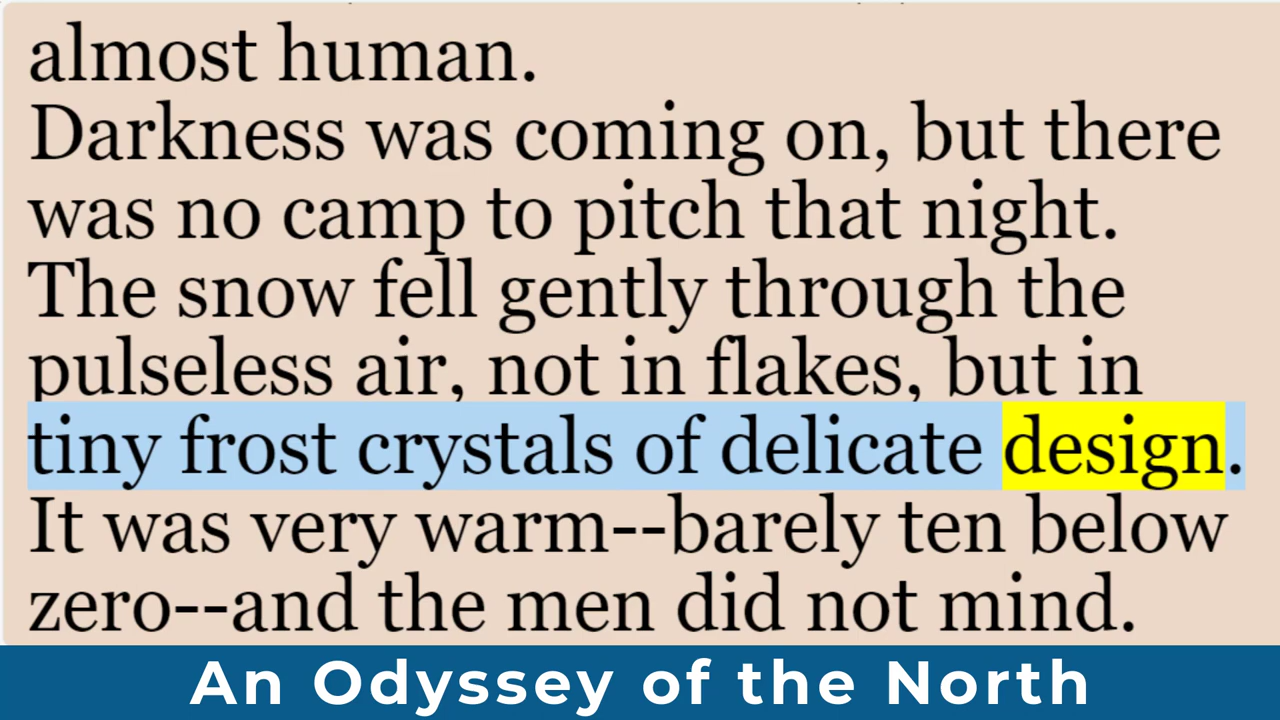 almost human.
Darkness was coming on, but there
was no camp to pitch that night.
The snow fell gently through the
pulseless air, not in flakes, but in
tiny frost crystals of delicate design.
It was very warm--barely ten below
zero--and the men did not mind.
An Odyssey of the North